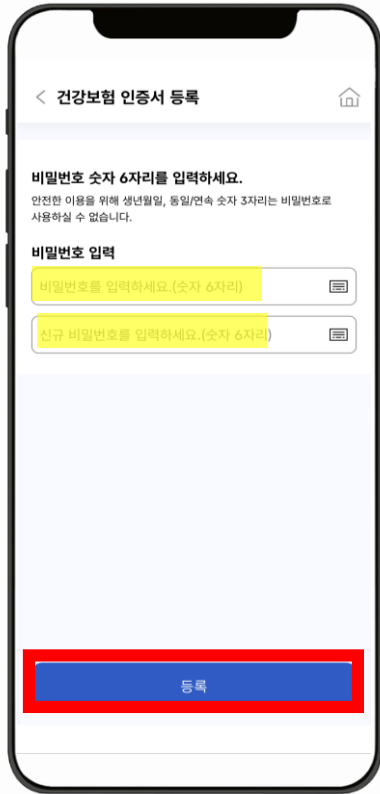 건강보험 인증서 등록
비밀번호 숫자 6자리를 입력하세요.
안전한 이용을 위해 생년월일, 동일/연속 숫자 3자리는 비밀번호로
사용하실 수 없습니다.
비밀번호 입력
비밀번호를 입력하세요.(숫자 6자리)
신규 비밀번호를 입력하세요.(숫자 6자리)
등록